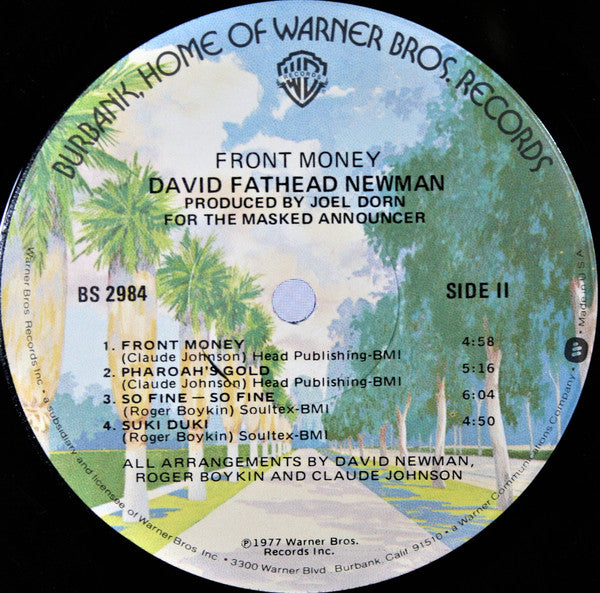 BURBANK, HOME OF WARNER BROS. RECORDS
WB
RECORDS
FRONT MONEY
DAVID FATHEAD NEWMAN
PRODUCED BY JOEL DORN
FOR THE MASKED ANNOUNCER
BS 2984
SIDE II
1. FRONT MONEY 4:58
(Claude Johnson) Head Publishing-BMI
2. PHAROAH'S GOLD 5:16
(Claude Johnson) Head Publishing-BMI
3. SO FINE — SO FINE 6:04
(Roger Boykin) Soultex-BMI
4. SUKI DUKI 4:50
(Roger Boykin) Soultex-BMI
ALL ARRANGEMENTS BY DAVID NEWMAN,
ROGER BOYKIN AND CLAUDE JOHNSON
℗1977 Warner Bros.
Records Inc.
Warner Bros. Records Inc. • a subsidiary and licensee of Warner Bros. Inc. • 3300 Warner Blvd., Burbank, Calif. 91510 • a Warner Communications Company • Made in U.S.A.